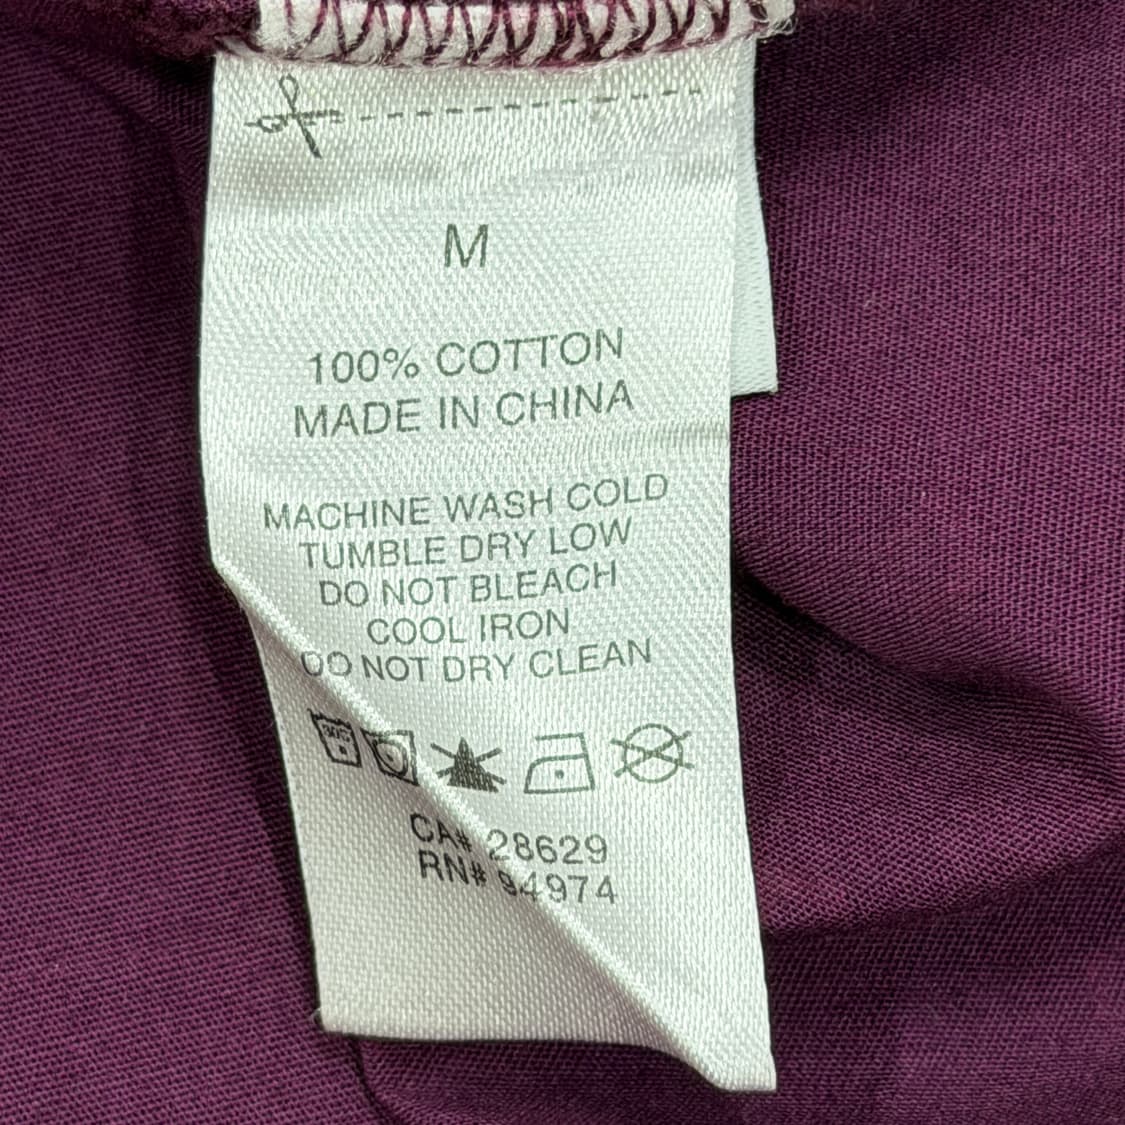 M
100% COTTON
MADE IN CHINA
MACHINE WASH COLD
TUMBLE DRY LOW
DO NOT BLEACH
COOL IRON
DO NOT DRY CLEAN
30C
CA# 28629
RN# 94974